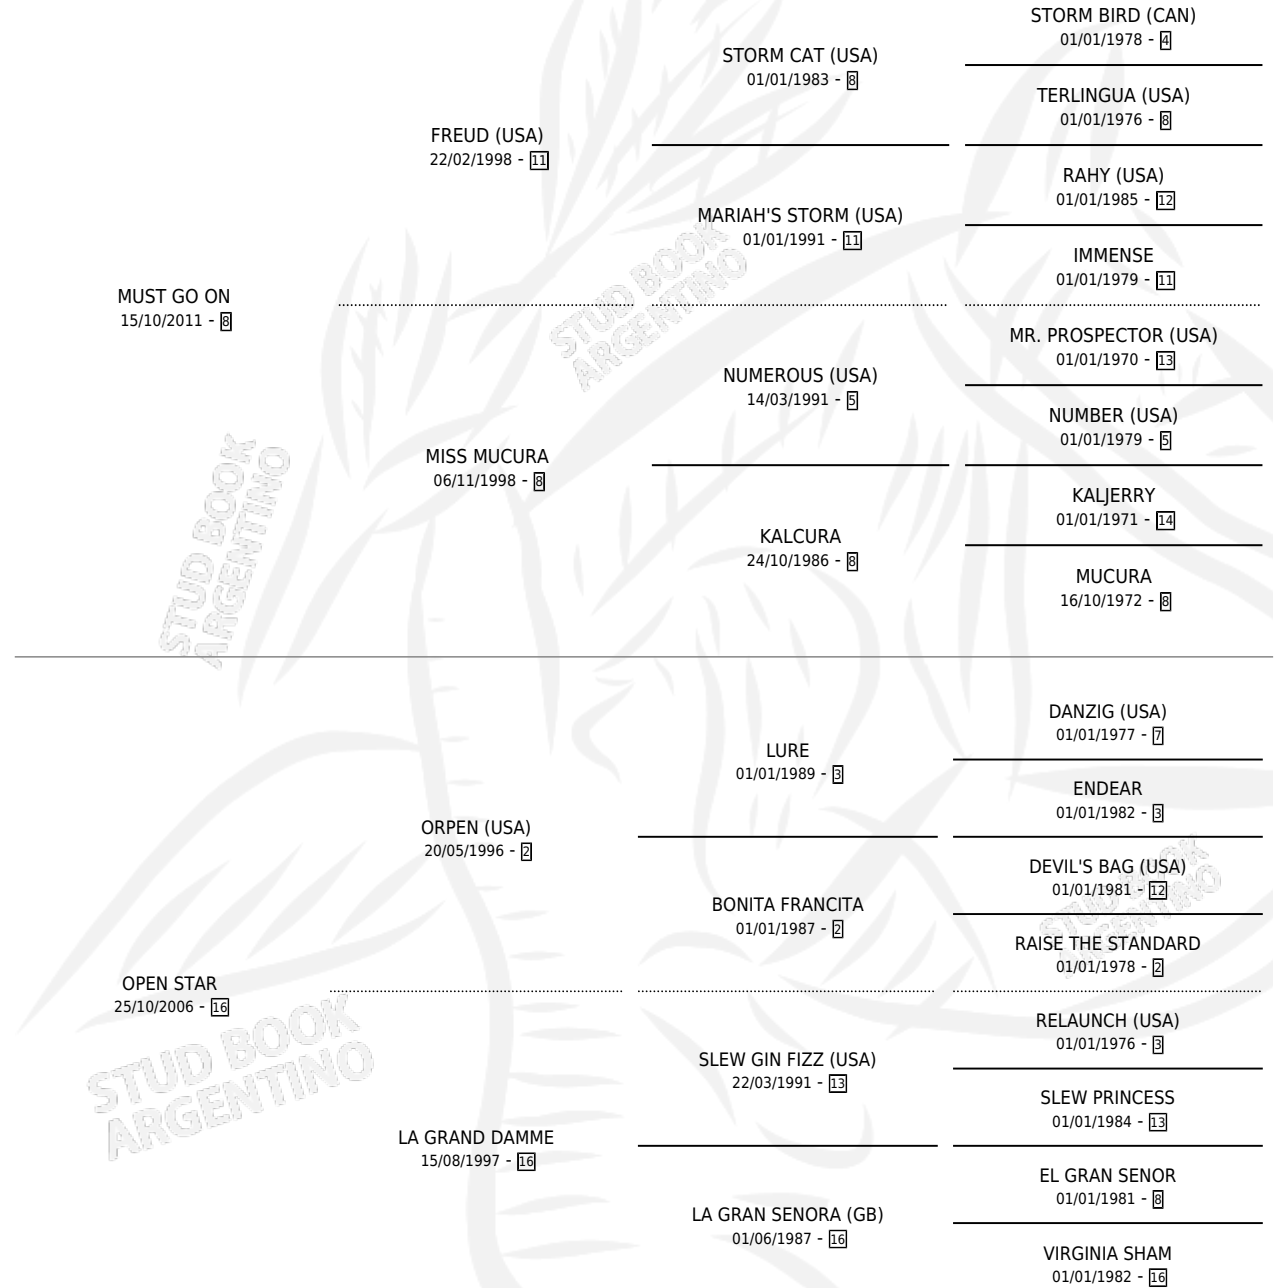 STORM BIRD (CAN)
01/01/1978 - 4
STORM CAT (USA)
01/01/1983 - 8
TERLINGUA (USA)
01/01/1976 - 8
FREUD (USA)
22/02/1998 - 11
RAHY (USA)
01/01/1985 - 12
MARIAH'S STORM (USA)
01/01/1991 - 11
IMMENSE
01/01/1979 - 11
MUST GO ON
15/10/2011 - 8
MR. PROSPECTOR (USA)
01/01/1970 - 13
NUMEROUS (USA)
14/03/1991 - 5
NUMBER (USA)
01/01/1979 - 5
MISS MUCURA
06/11/1998 - 8
KALJERRY
01/01/1971 - 14
KALCURA
24/10/1986 - 8
MUCURA
16/10/1972 - 8
DANZIG (USA)
01/01/1977 - 7
LURE
01/01/1989 - 3
ENDEAR
01/01/1982 - 3
ORPEN (USA)
20/05/1996 - 2
DEVIL'S BAG (USA)
01/01/1981 - 12
BONITA FRANCITA
01/01/1987 - 2
RAISE THE STANDARD
01/01/1978 - 2
OPEN STAR
25/10/2006 - 16
RELAUNCH (USA)
01/01/1976 - 3
SLEW GIN FIZZ (USA)
22/03/1991 - 13
SLEW PRINCESS
01/01/1984 - 13
LA GRAND DAMME
15/08/1997 - 16
EL GRAN SENOR
01/01/1981 - 8
LA GRAN SENORA (GB)
01/06/1987 - 16
VIRGINIA SHAM
01/01/1982 - 16
STUD BOOK
ARGENTINO
STUD BOOK
ARGENTINO
STUD BOOK
ARGENTINO
STUD BOOK
ARGENTINO